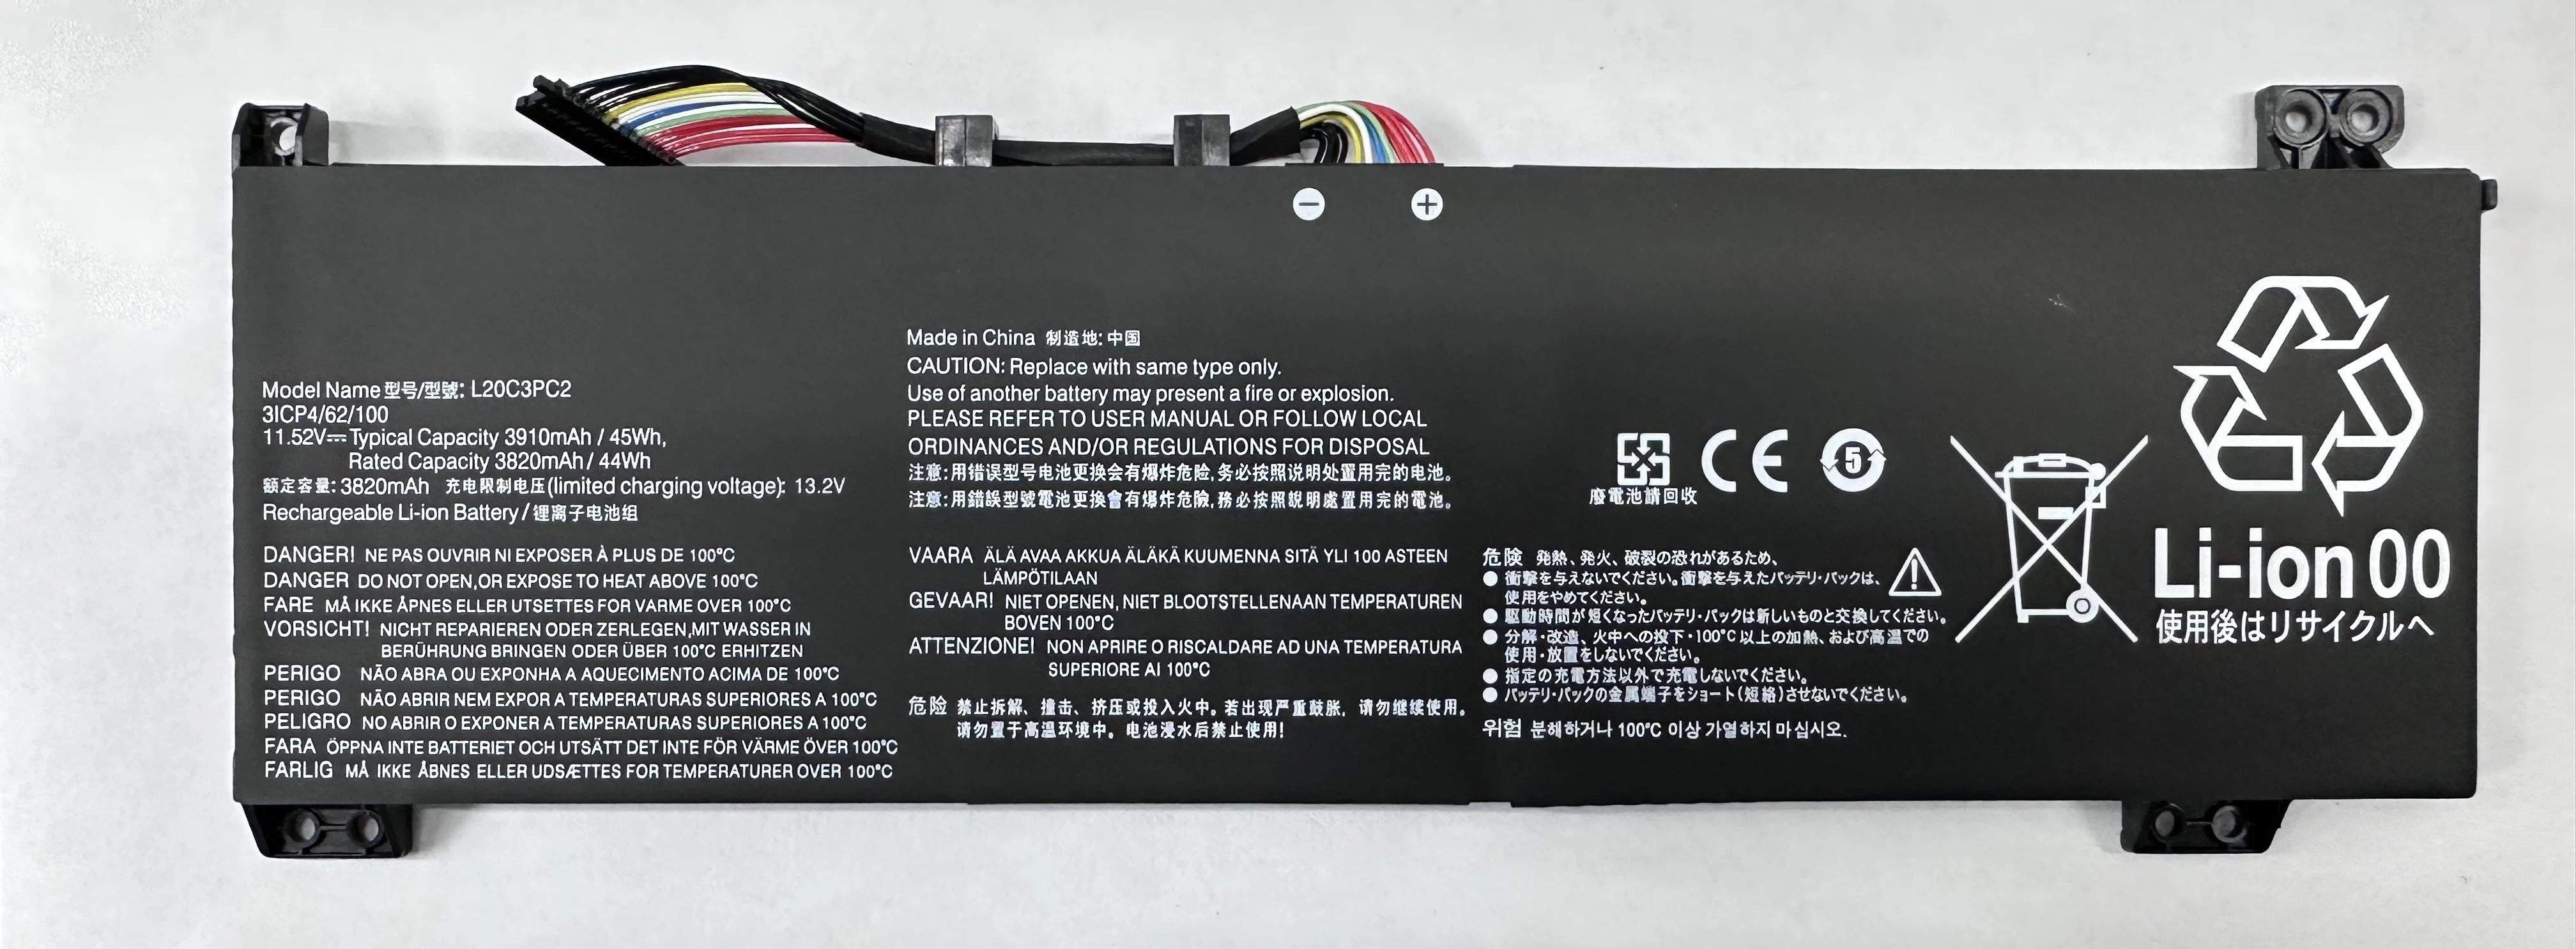 Model Name型号/型號: L20C3PC2
3ICP4/62/100
11.52V⎓Typical Capacity 3910mAh / 45Wh,
Rated Capacity 3820mAh / 44Wh
额定容量: 3820mAh 充电限制电压(limited charging voltage): 13.2V
Rechargeable Li-ion Battery / 锂离子电池组
DANGER! NE PAS OUVRIR NI EXPOSER À PLUS DE 100°C
DANGER DO NOT OPEN,OR EXPOSE TO HEAT ABOVE 100°C
FARE MÅ IKKE ÅPNES ELLER UTSETTES FOR VARME OVER 100°C
VORSICHT! NICHT REPARIEREN ODER ZERLEGEN,MIT WASSER IN
BERÜHRUNG BRINGEN ODER ÜBER 100°C ERHITZEN
PERIGO NÃO ABRA OU EXPONHA A AQUECIMENTO ACIMA DE 100°C
PERIGO NÃO ABRIR NEM EXPOR A TEMPERATURAS SUPERIORES A 100°C
PELIGRO NO ABRIR O EXPONER A TEMPERATURAS SUPERIORES A 100°C
FARA ÖPPNA INTE BATTERIET OCH UTSÄTT DET INTE FÖR VÄRME ÖVER 100°C
FARLIG MÅ IKKE ÅBNES ELLER UDSÆTTES FOR TEMPERATURER OVER 100°C
Made in China 制造地: 中国
CAUTION: Replace with same type only.
Use of another battery may present a fire or explosion.
PLEASE REFER TO USER MANUAL OR FOLLOW LOCAL
ORDINANCES AND/OR REGULATIONS FOR DISPOSAL
注意:用错误型号电池更换会有爆炸危险,务必按照说明处置用完的电池。
注意:用錯誤型號電池更換會有爆炸危險,務必按照說明處置用完的電池。
VAARA ÄLÄ AVAA AKKUA ÄLÄKÄ KUUMENNA SITÄ YLI 100 ASTEEN
LÄMPÖTILAAN
GEVAAR! NIET OPENEN, NIET BLOOTSTELLENAAN TEMPERATUREN
BOVEN 100°C
ATTENZIONE! NON APRIRE O RISCALDARE AD UNA TEMPERATURA
SUPERIORE AI 100°C
危险 禁止拆解、撞击、挤压或投入火中。若出现严重鼓胀, 请勿继续使用。
请勿置于高温环境中。电池浸水后禁止使用!
− +
廢電池請回收
CE
5
危険 発熱、発火、破裂の恐れがあるため、
● 衝撃を与えないでください。衝撃を与えたバッテリ・パックは、
使用をやめてください。
● 駆動時間が短くなったバッテリ・パックは新しいものと交換してください。
● 分解・改造、火中への投下・100°C以上の加熱、および高温での
使用・放置をしないでください。
● 指定の充電方法以外で充電しないでください。
● バッテリ・パックの金属端子をショート(短絡)させないでください。
위험 분해하거나 100°C 이상 가열하지 마십시오.
Li-ion 00
使用後はリサイクルへ